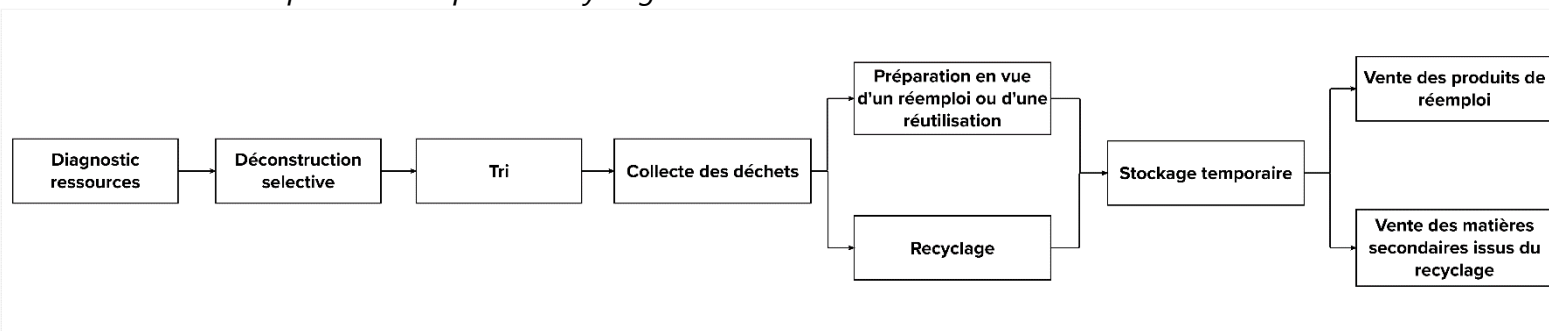 Diagnostic
ressources
Déconstruction
selective
Tri
Collecte des déchets
Préparation en vue
d'un réemploi ou d'une
réutilisation
Recyclage
Stockage temporaire
Vente des produits de
réemploi
Vente des matières
secondaires issus du
recyclage